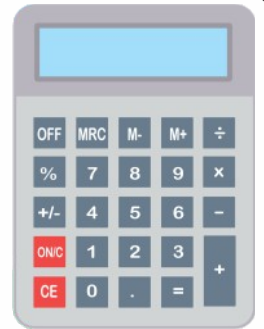 OFF MRC M- M+ ÷
% 7 8 9 ×
+/- 4 5 6 −
ON/C 1 2 3 +
CE 0 . =